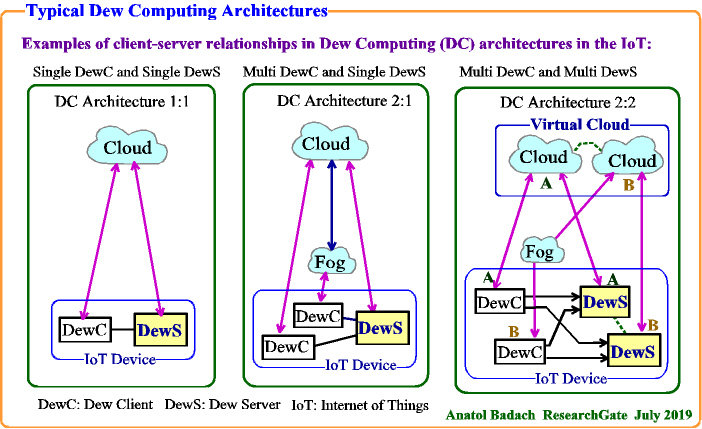 Typical Dew Computing Architectures
Examples of client-server relationships in Dew Computing (DC) architectures in the IoT:
Single DewC and Single DewS
DC Architecture 1:1
Cloud
DewC
DewS
IoT Device
Multi DewC and Single DewS
DC Architecture 2:1
Cloud
Fog
DewC
DewS
DewC
IoT Device
Multi DewC and Multi DewS
DC Architecture 2:2
Virtual Cloud
Cloud
Cloud
A
B
Fog
A
A
DewC
DewS
B
B
DewC
DewS
IoT Device
DewC: Dew Client DewS: Dew Server IoT: Internet of Things
Anatol Badach ResearchGate July 2019